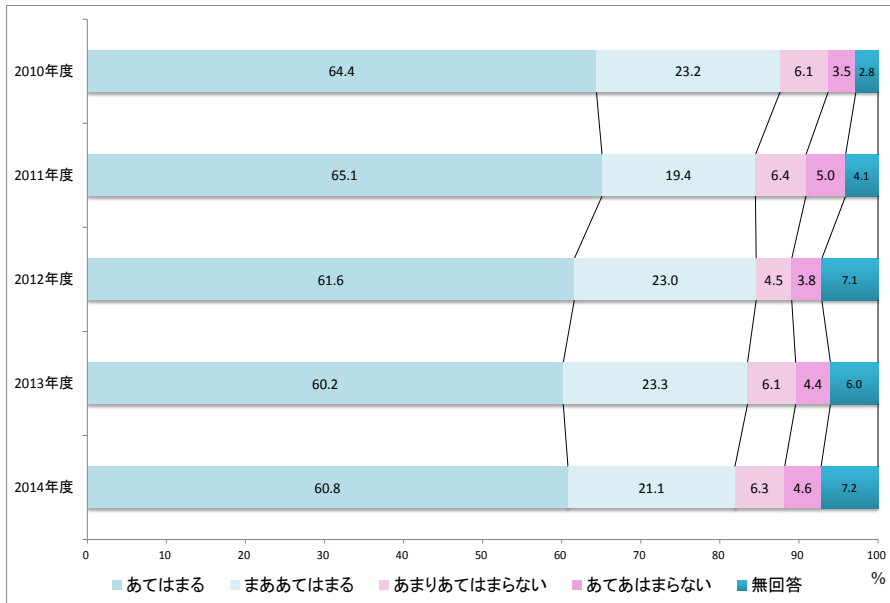 2010年度 64.4 23.2 6.1 3.5 2.8
2011年度 65.1 19.4 6.4 5.0 4.1
2012年度 61.6 23.0 4.5 3.8 7.1
2013年度 60.2 23.3 6.1 4.4 6.0
2014年度 60.8 21.1 6.3 4.6 7.2
0 10 20 30 40 50 60 70 80 90 100
%
あてはまる まああてはまる あまりあてはまらない あてあはまらない 無回答